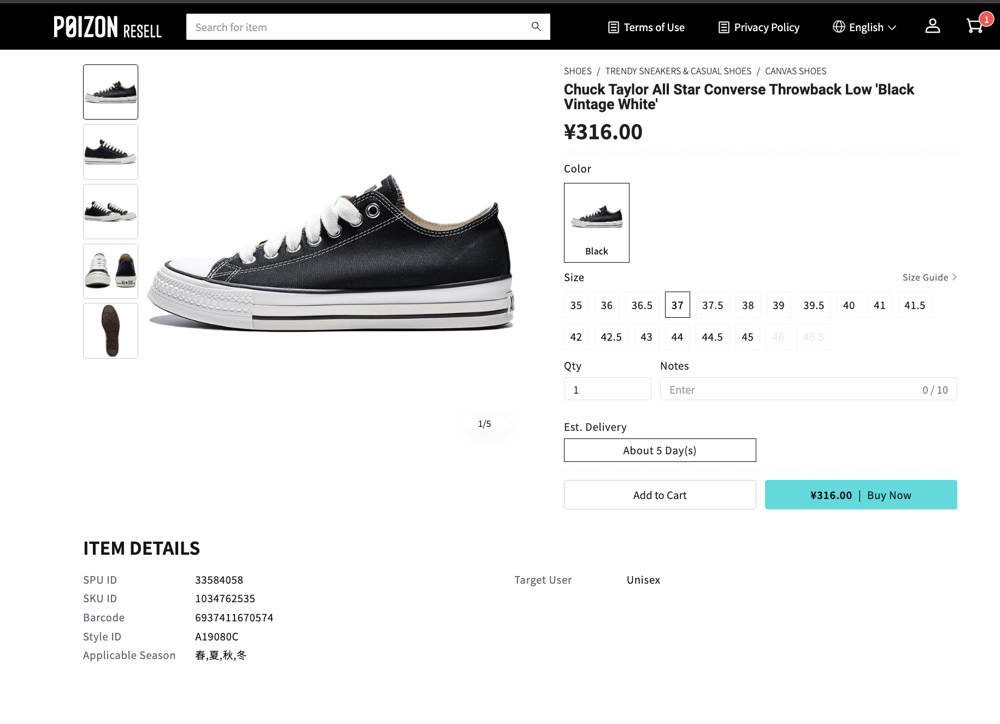 POIZON RESELL
Search for item
Terms of Use
Privacy Policy
English
1
SHOES / TRENDY SNEAKERS & CASUAL SHOES / CANVAS SHOES
Chuck Taylor All Star Converse Throwback Low 'Black
Vintage White'
¥316.00
Color
Black
Size
Size Guide
35 36 36.5 37 37.5 38 39 39.5 40 41 41.5
42 42.5 43 44 44.5 45 46 46.5
Qty
Notes
1
Enter
0 / 10
1/5
Est. Delivery
About 5 Day(s)
Add to Cart
¥316.00 | Buy Now
ITEM DETAILS
SPU ID 33584058
Target User Unisex
SKU ID 1034762535
Barcode 6937411670574
Style ID A19080C
Applicable Season 春,夏,秋,冬